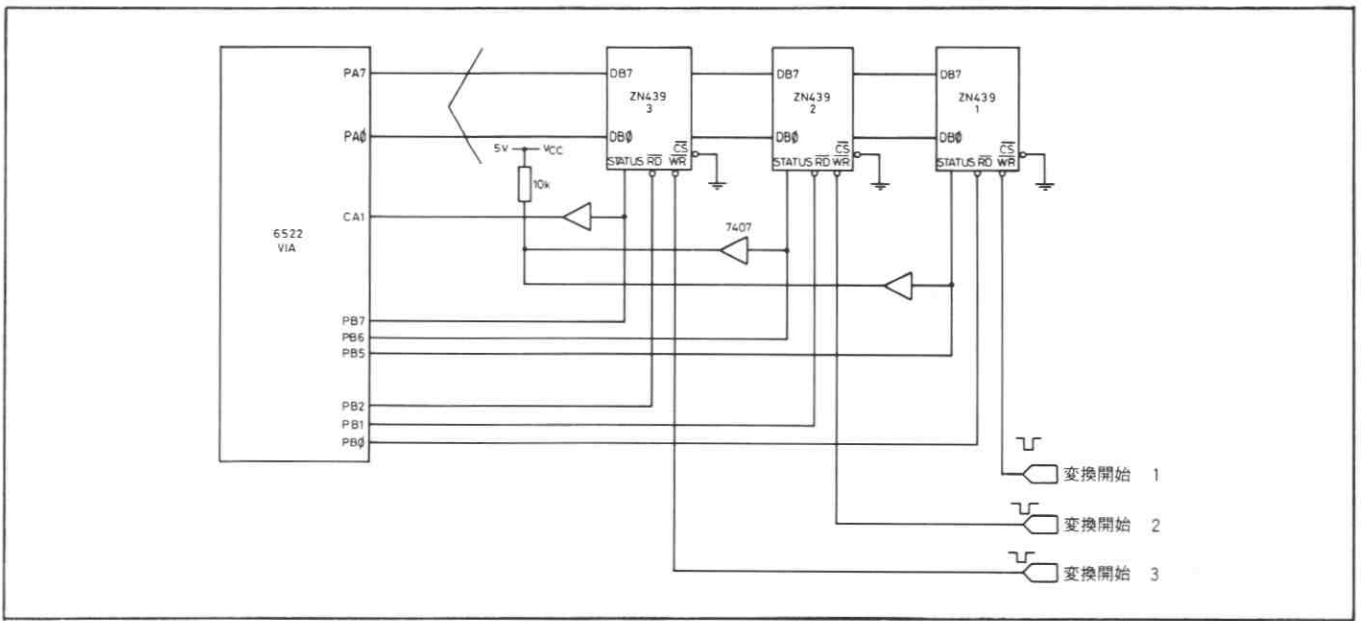 PA7
PAØ
CA1
6522
VIA
PB7
PB6
PB5
PB2
PB1
PBØ
5V VCC
10k
7407
DB7
ZN439
3
DBØ
CS
STATUS RD WR
DB7
ZN439
2
DBØ
CS
STATUS RD WR
DB7
ZN439
1
DBØ
CS
STATUS RD WR
変換開始 1
変換開始 2
変換開始 3